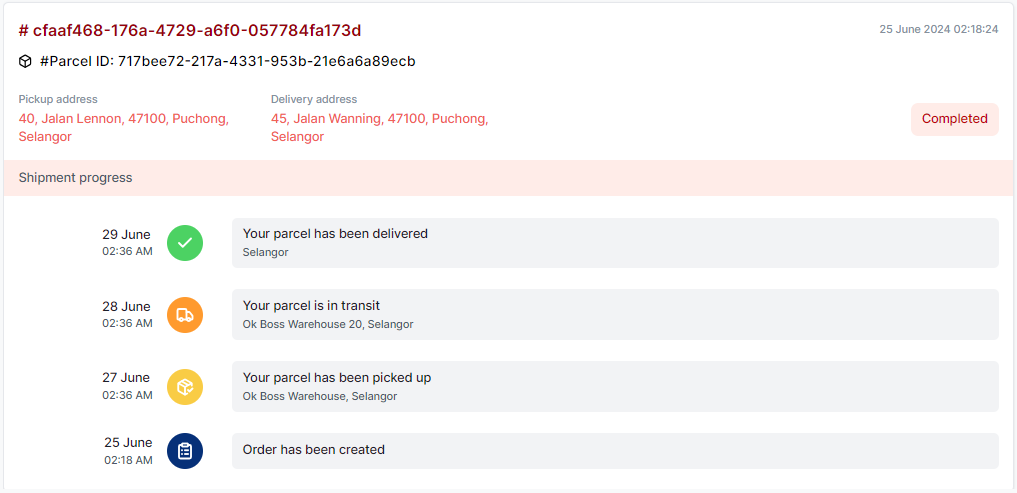 # cfaaf468-176a-4729-a6f0-057784fa173d
25 June 2024 02:18:24
#Parcel ID: 717bee72-217a-4331-953b-21e6a6a89ecb
Pickup address
40, Jalan Lennon, 47100, Puchong,
Selangor
Delivery address
45, Jalan Wanning, 47100, Puchong,
Selangor
Completed
Shipment progress
29 June
02:36 AM
Your parcel has been delivered
Selangor
28 June
02:36 AM
Your parcel is in transit
Ok Boss Warehouse 20, Selangor
27 June
02:36 AM
Your parcel has been picked up
Ok Boss Warehouse, Selangor
25 June
02:18 AM
Order has been created